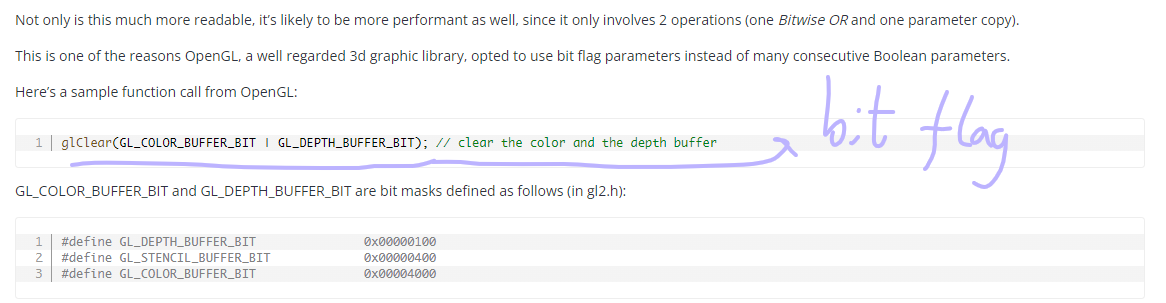 Not only is this much more readable, it's likely to be more performant as well, since it only involves 2 operations (one Bitwise OR and one parameter copy).
This is one of the reasons OpenGL, a well regarded 3d graphic library, opted to use bit flag parameters instead of many consecutive Boolean parameters.
Here's a sample function call from OpenGL:
bit flag
1 glClear(GL_COLOR_BUFFER_BIT | GL_DEPTH_BUFFER_BIT); // clear the color and the depth buffer
GL_COLOR_BUFFER_BIT and GL_DEPTH_BUFFER_BIT are bit masks defined as follows (in gl2.h):
1 #define GL_DEPTH_BUFFER_BIT 0x00000100
2 #define GL_STENCIL_BUFFER_BIT 0x00000400
3 #define GL_COLOR_BUFFER_BIT 0x00004000